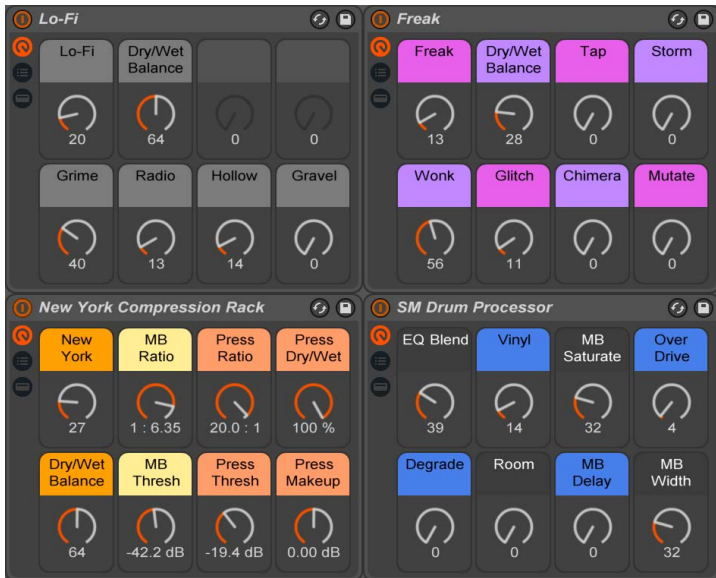 Lo-Fi
Lo-Fi Dry/Wet
Balance
20 64 0 0
Grime Radio Hollow Gravel
40 13 14 0
Freak
Freak Dry/Wet Tap Storm
Balance
13 28 0 0
Wonk Glitch Chimera Mutate
56 11 0 0
New York Compression Rack
New MB Press Press
York Ratio Ratio Dry/Wet
27 1 : 6.35 20.0 : 1 100 %
Dry/Wet MB Press Press
Balance Thresh Thresh Makeup
64 -42.2 dB -19.4 dB 0.00 dB
SM Drum Processor
EQ Blend Vinyl MB Over
Saturate Drive
39 14 32 4
Degrade Room MB MB
Delay Width
0 0 0 32